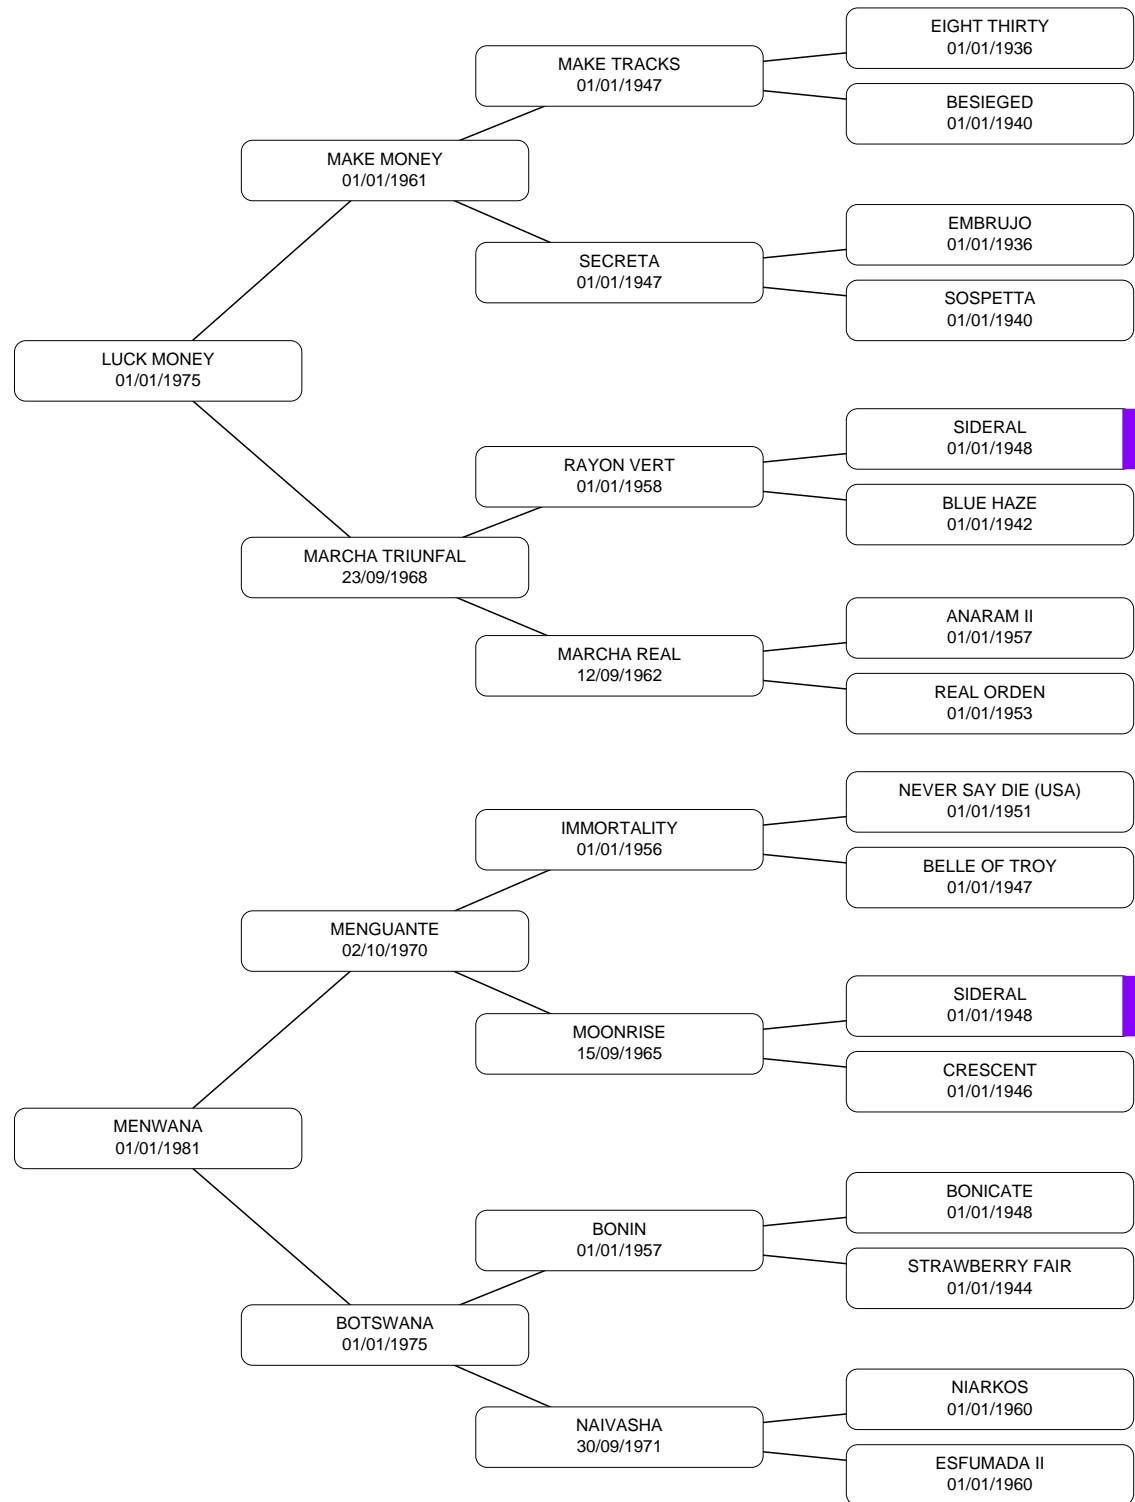 EIGHT THIRTY
01/01/1936
MAKE TRACKS
01/01/1947
BESIEGED
01/01/1940
MAKE MONEY
01/01/1961
EMBRUJO
01/01/1936
SECRETA
01/01/1947
SOSPETTA
01/01/1940
LUCK MONEY
01/01/1975
SIDERAL
01/01/1948
RAYON VERT
01/01/1958
BLUE HAZE
01/01/1942
MARCHA TRIUNFAL
23/09/1968
ANARAM II
01/01/1957
MARCHA REAL
12/09/1962
REAL ORDEN
01/01/1953
NEVER SAY DIE (USA)
01/01/1951
IMMORTALITY
01/01/1956
BELLE OF TROY
01/01/1947
MENGUANTE
02/10/1970
SIDERAL
01/01/1948
MOONRISE
15/09/1965
CRESCENT
01/01/1946
MENWANA
01/01/1981
BONICATE
01/01/1948
BONIN
01/01/1957
STRAWBERRY FAIR
01/01/1944
BOTSWANA
01/01/1975
NIARKOS
01/01/1960
NAIVASHA
30/09/1971
ESFUMADA II
01/01/1960